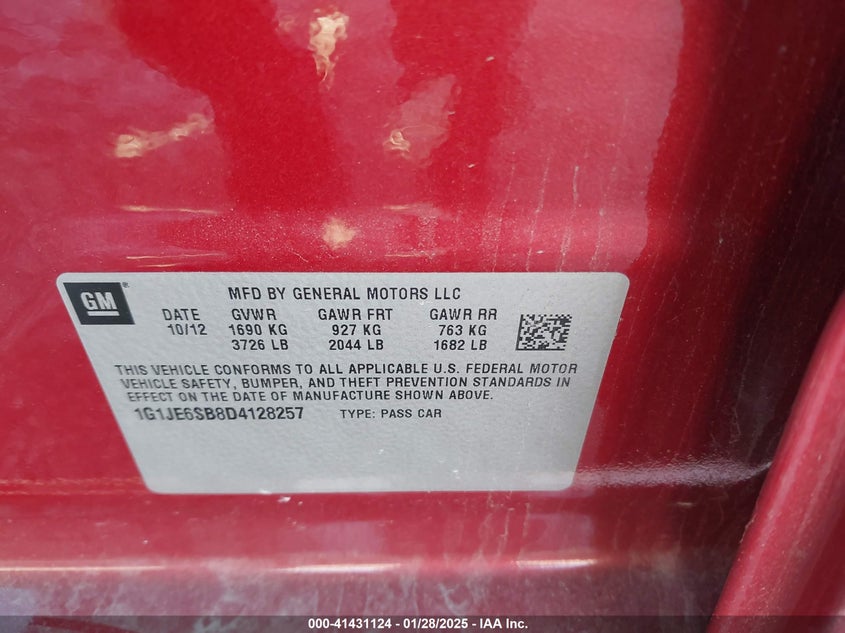 GM
MFD BY GENERAL MOTORS LLC
DATE GVWR GAWR FRT GAWR RR
10/12 1690 KG 927 KG 763 KG
3726 LB 2044 LB 1682 LB
THIS VEHICLE CONFORMS TO ALL APPLICABLE U.S. FEDERAL MOTOR
VEHICLE SAFETY, BUMPER, AND THEFT PREVENTION STANDARDS IN
EFFECT ON THE DATE OF MANUFACTURE SHOWN ABOVE.
1G1JE6SB8D4128257 TYPE: PASS CAR
000-41431124 | 01/28/2025 - IAA Inc.